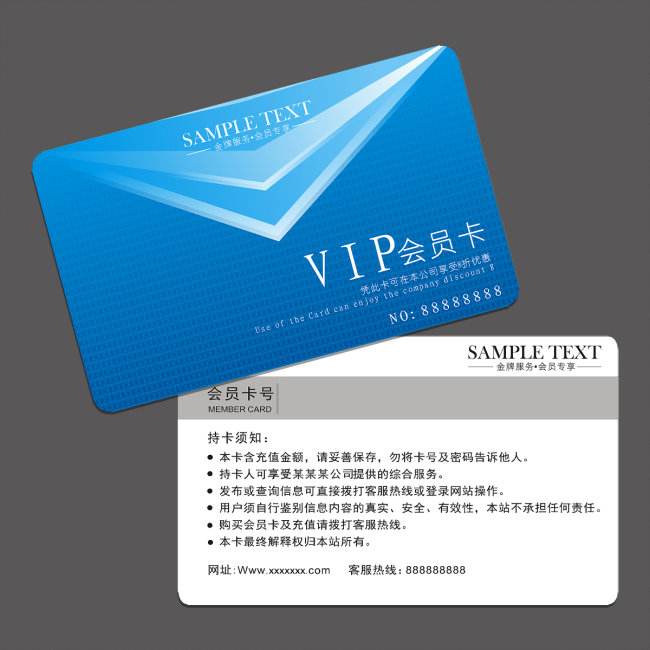 SAMPLE TEXT
金牌服务•会员专享
VIP会员卡
凭此卡可在本公司享受8折优惠
Use of the Card can enjoy the company discount 8
NO: 88888888
SAMPLE TEXT
金牌服务•会员专享
会员卡号
MEMBER CARD
持卡须知：
● 本卡含充值金额，请妥善保存，勿将卡号及密码告诉他人。
● 持卡人可享受某某某公司提供的综合服务。
● 发布或查询信息可直接拨打客服热线或登录网站操作。
● 用户须自行鉴别信息内容的真实、安全、有效性，本站不承担任何责任。
● 购买会员卡及充值请拨打客服热线。
● 本卡最终解释权归本站所有。
网址:Www.xxxxxxx.com 客服热线:888888888